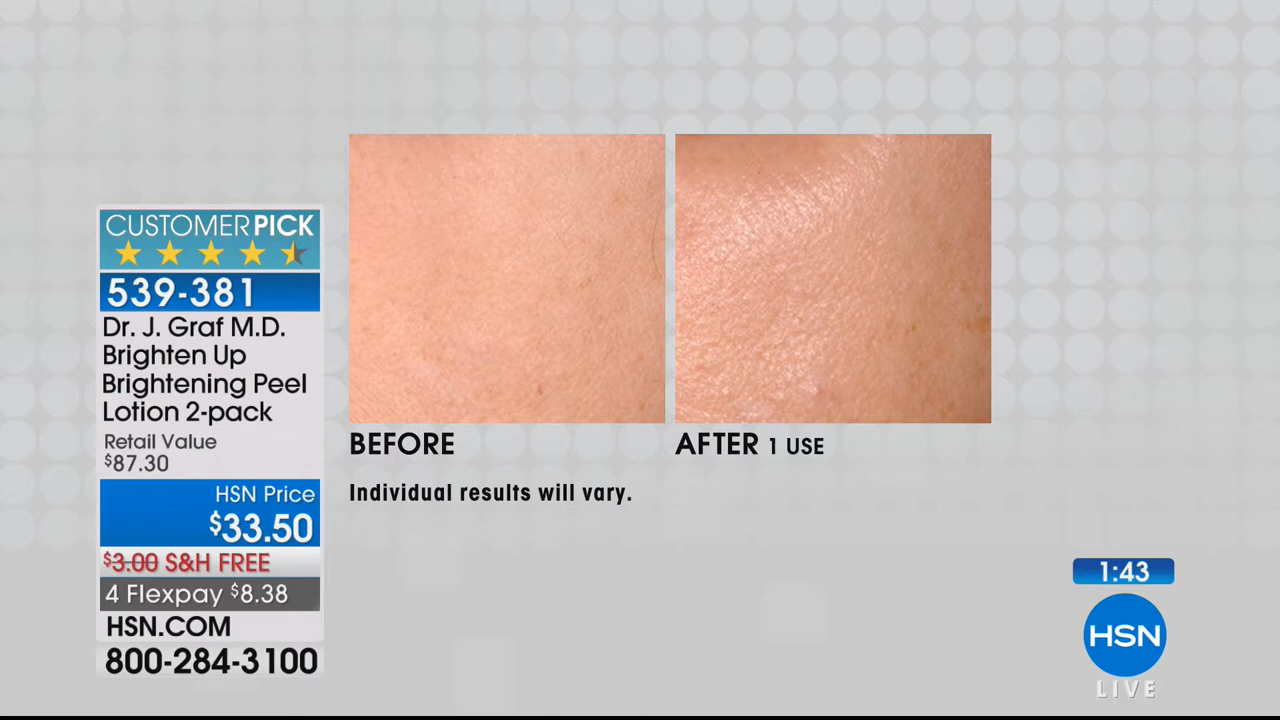 CUSTOMERPICK
539-381
Dr. J. Graf M.D.
Brighten Up
Brightening Peel
Lotion 2-pack
Retail Value
$87.30
HSN Price
$33.50
$3.00 S&H FREE
4 Flexpay $8.38
HSN.COM
800-284-3100
BEFORE
AFTER 1 USE
Individual results will vary.
1:43
HSN
LIVE